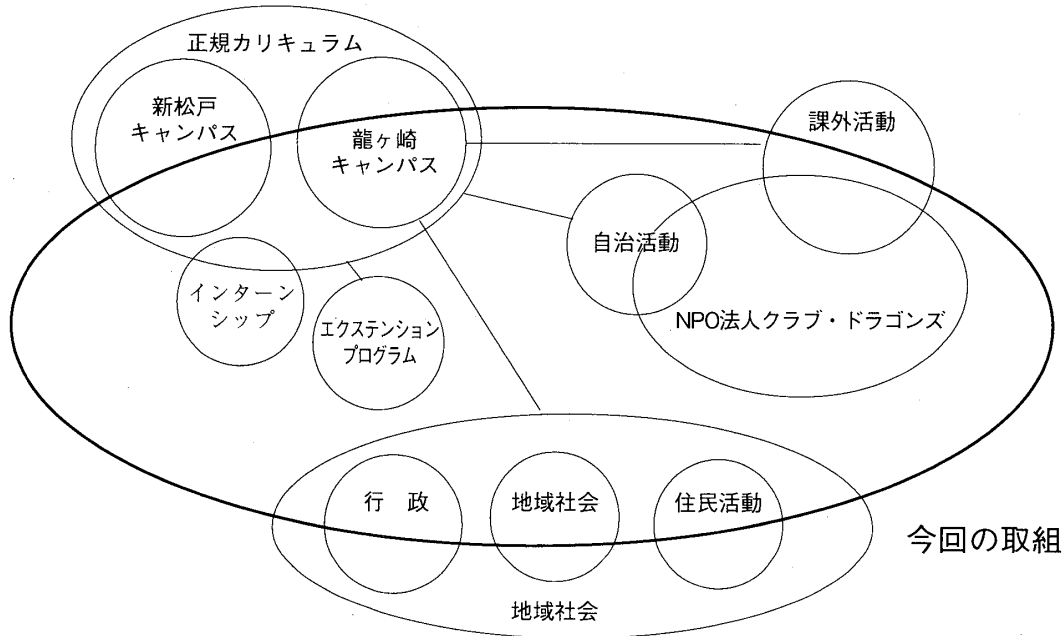 正規カリキュラム
新松戸
キャンパス
龍ヶ崎
キャンパス
課外活動
自治活動
インターン
シップ
エクステンション
プログラム
NPO法人クラブ・ドラゴンズ
行　政
地域社会
住民活動
今回の取組
地域社会